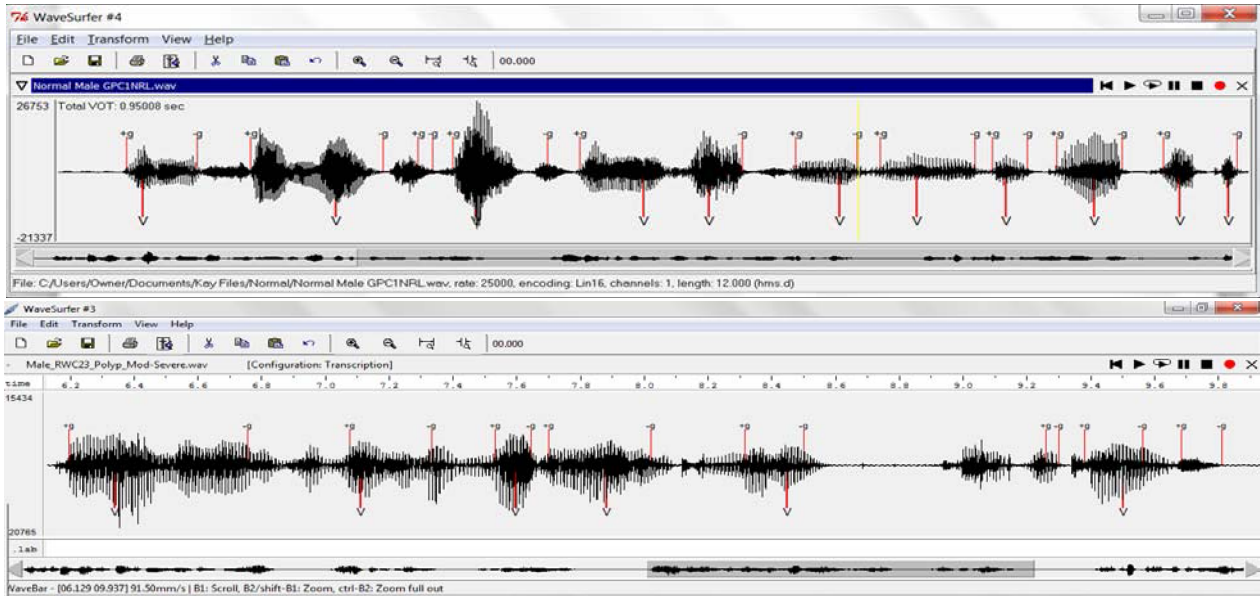 WaveSurfer #4
File Edit Transform View Help
00.000
Normal Male GPC1NRL.wav
26753 Total VOT: 0.95008 sec
+g -g +g -g +g -g +g -g +g -g +g -g +g -g +g -g +g -g +g -g
V V V V V V V V V V V
-21337
File: C:/Users/Owner/Documents/Kay Files/Normal/Normal Male GPC1NRL.wav, rate: 25000, encoding: Lin16, channels: 1, length: 12.000 (hms.d)
WaveSurfer #3
File Edit Transform View Help
00.000
- Male_RWC23_Polyp_Mod-Severe.wav [Configuration: Transcription]
time 6.2 6.4 6.6 6.8 7.0 7.2 7.4 7.6 7.8 8.0 8.2 8.4 8.6 8.8 9.0 9.2 9.4 9.6 9.8
15434
+g -g +g -g +g -g +g -g +g -g +g -g +g -g +g -g
V V V V V V
20765
.lab
WaveBar - [06.129 09.937] 91.50mm/s | B1: Scroll, B2/shift-B1: Zoom, ctrl-B2: Zoom full out